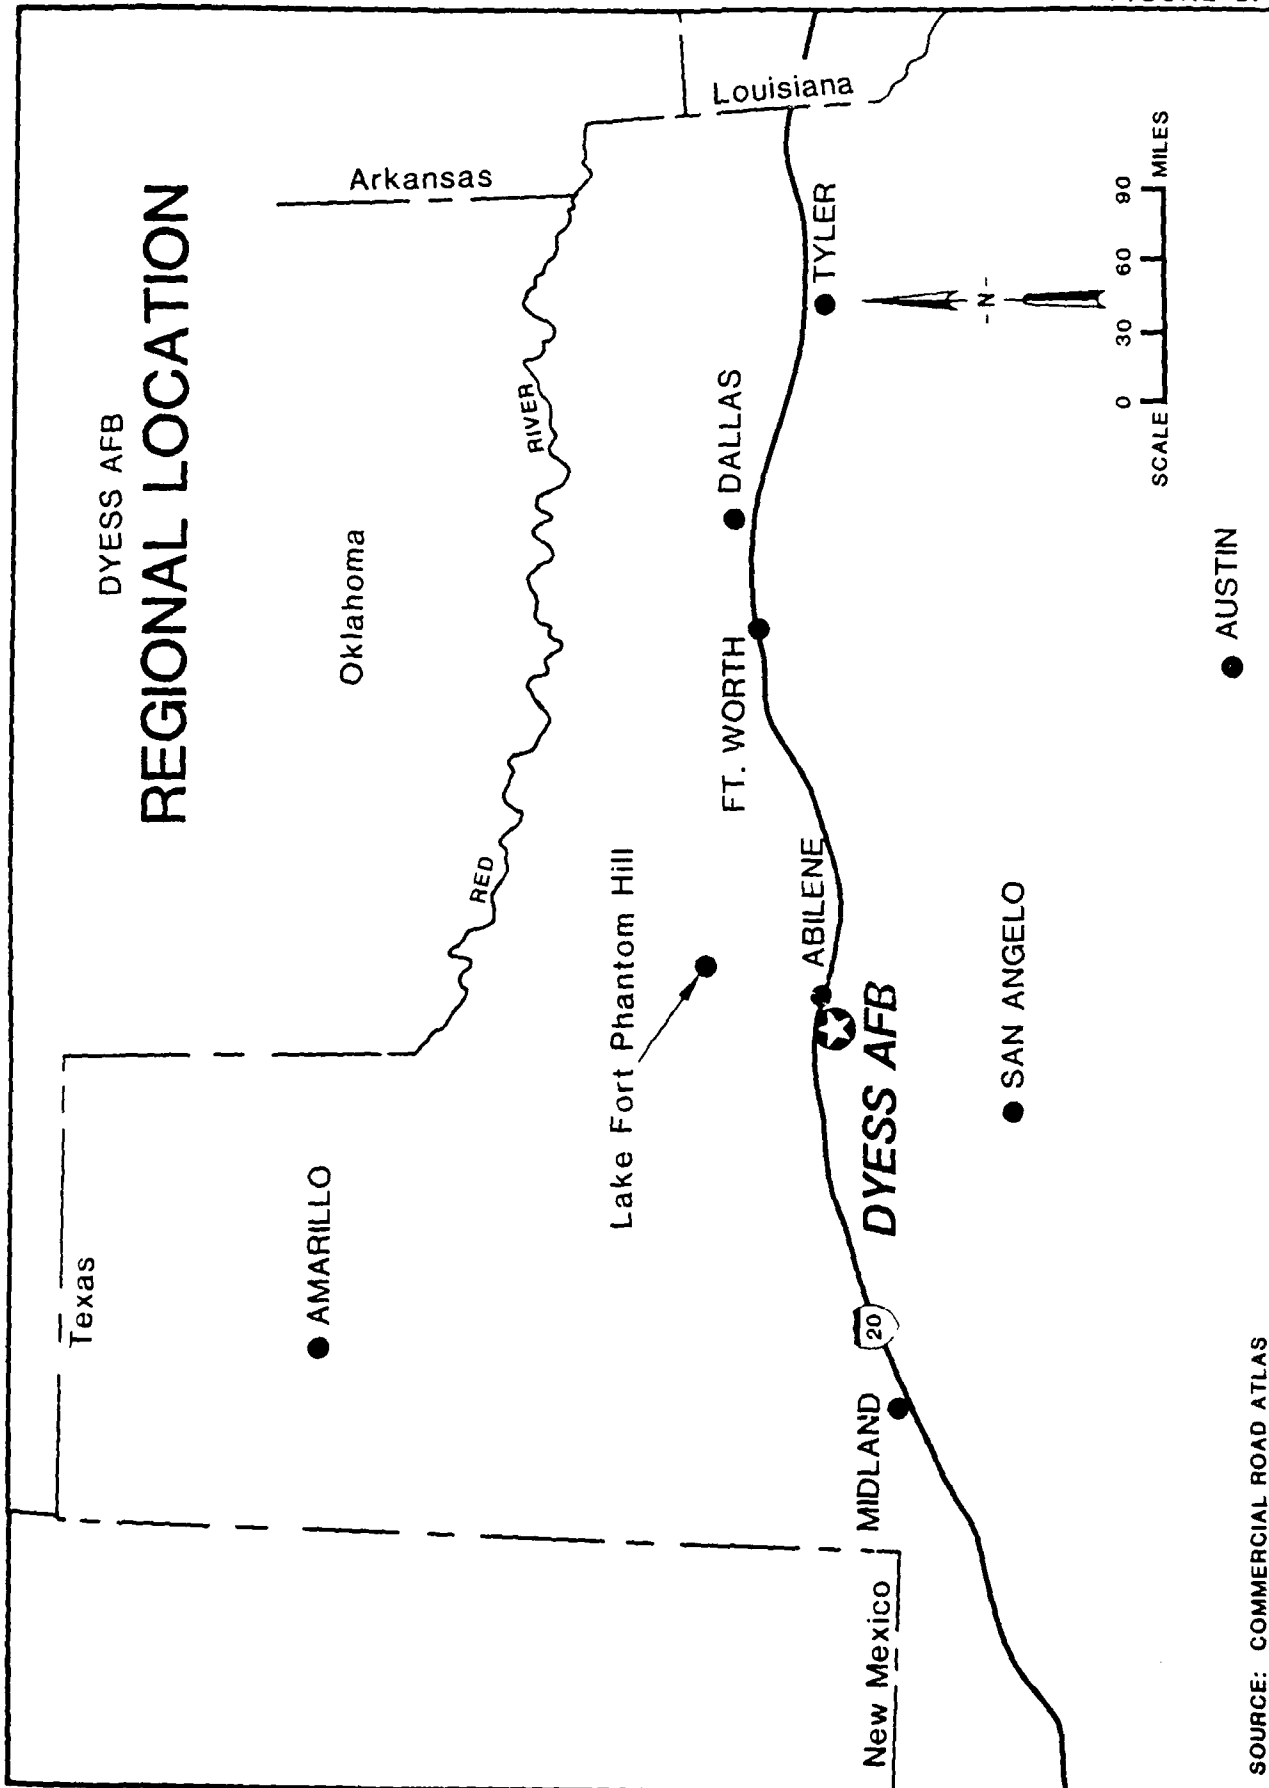 DYESS AFB
REGIONAL LOCATION
Texas
Oklahoma
Arkansas
Louisiana
AMARILLO
RED
RIVER
Lake Fort Phantom Hill
DALLAS
FT. WORTH
TYLER
ABILENE
DYESS AFB
20
MIDLAND
New Mexico
SAN ANGELO
AUSTIN
-N-
0 30 60 90
SCALE MILES
SOURCE: COMMERCIAL ROAD ATLAS